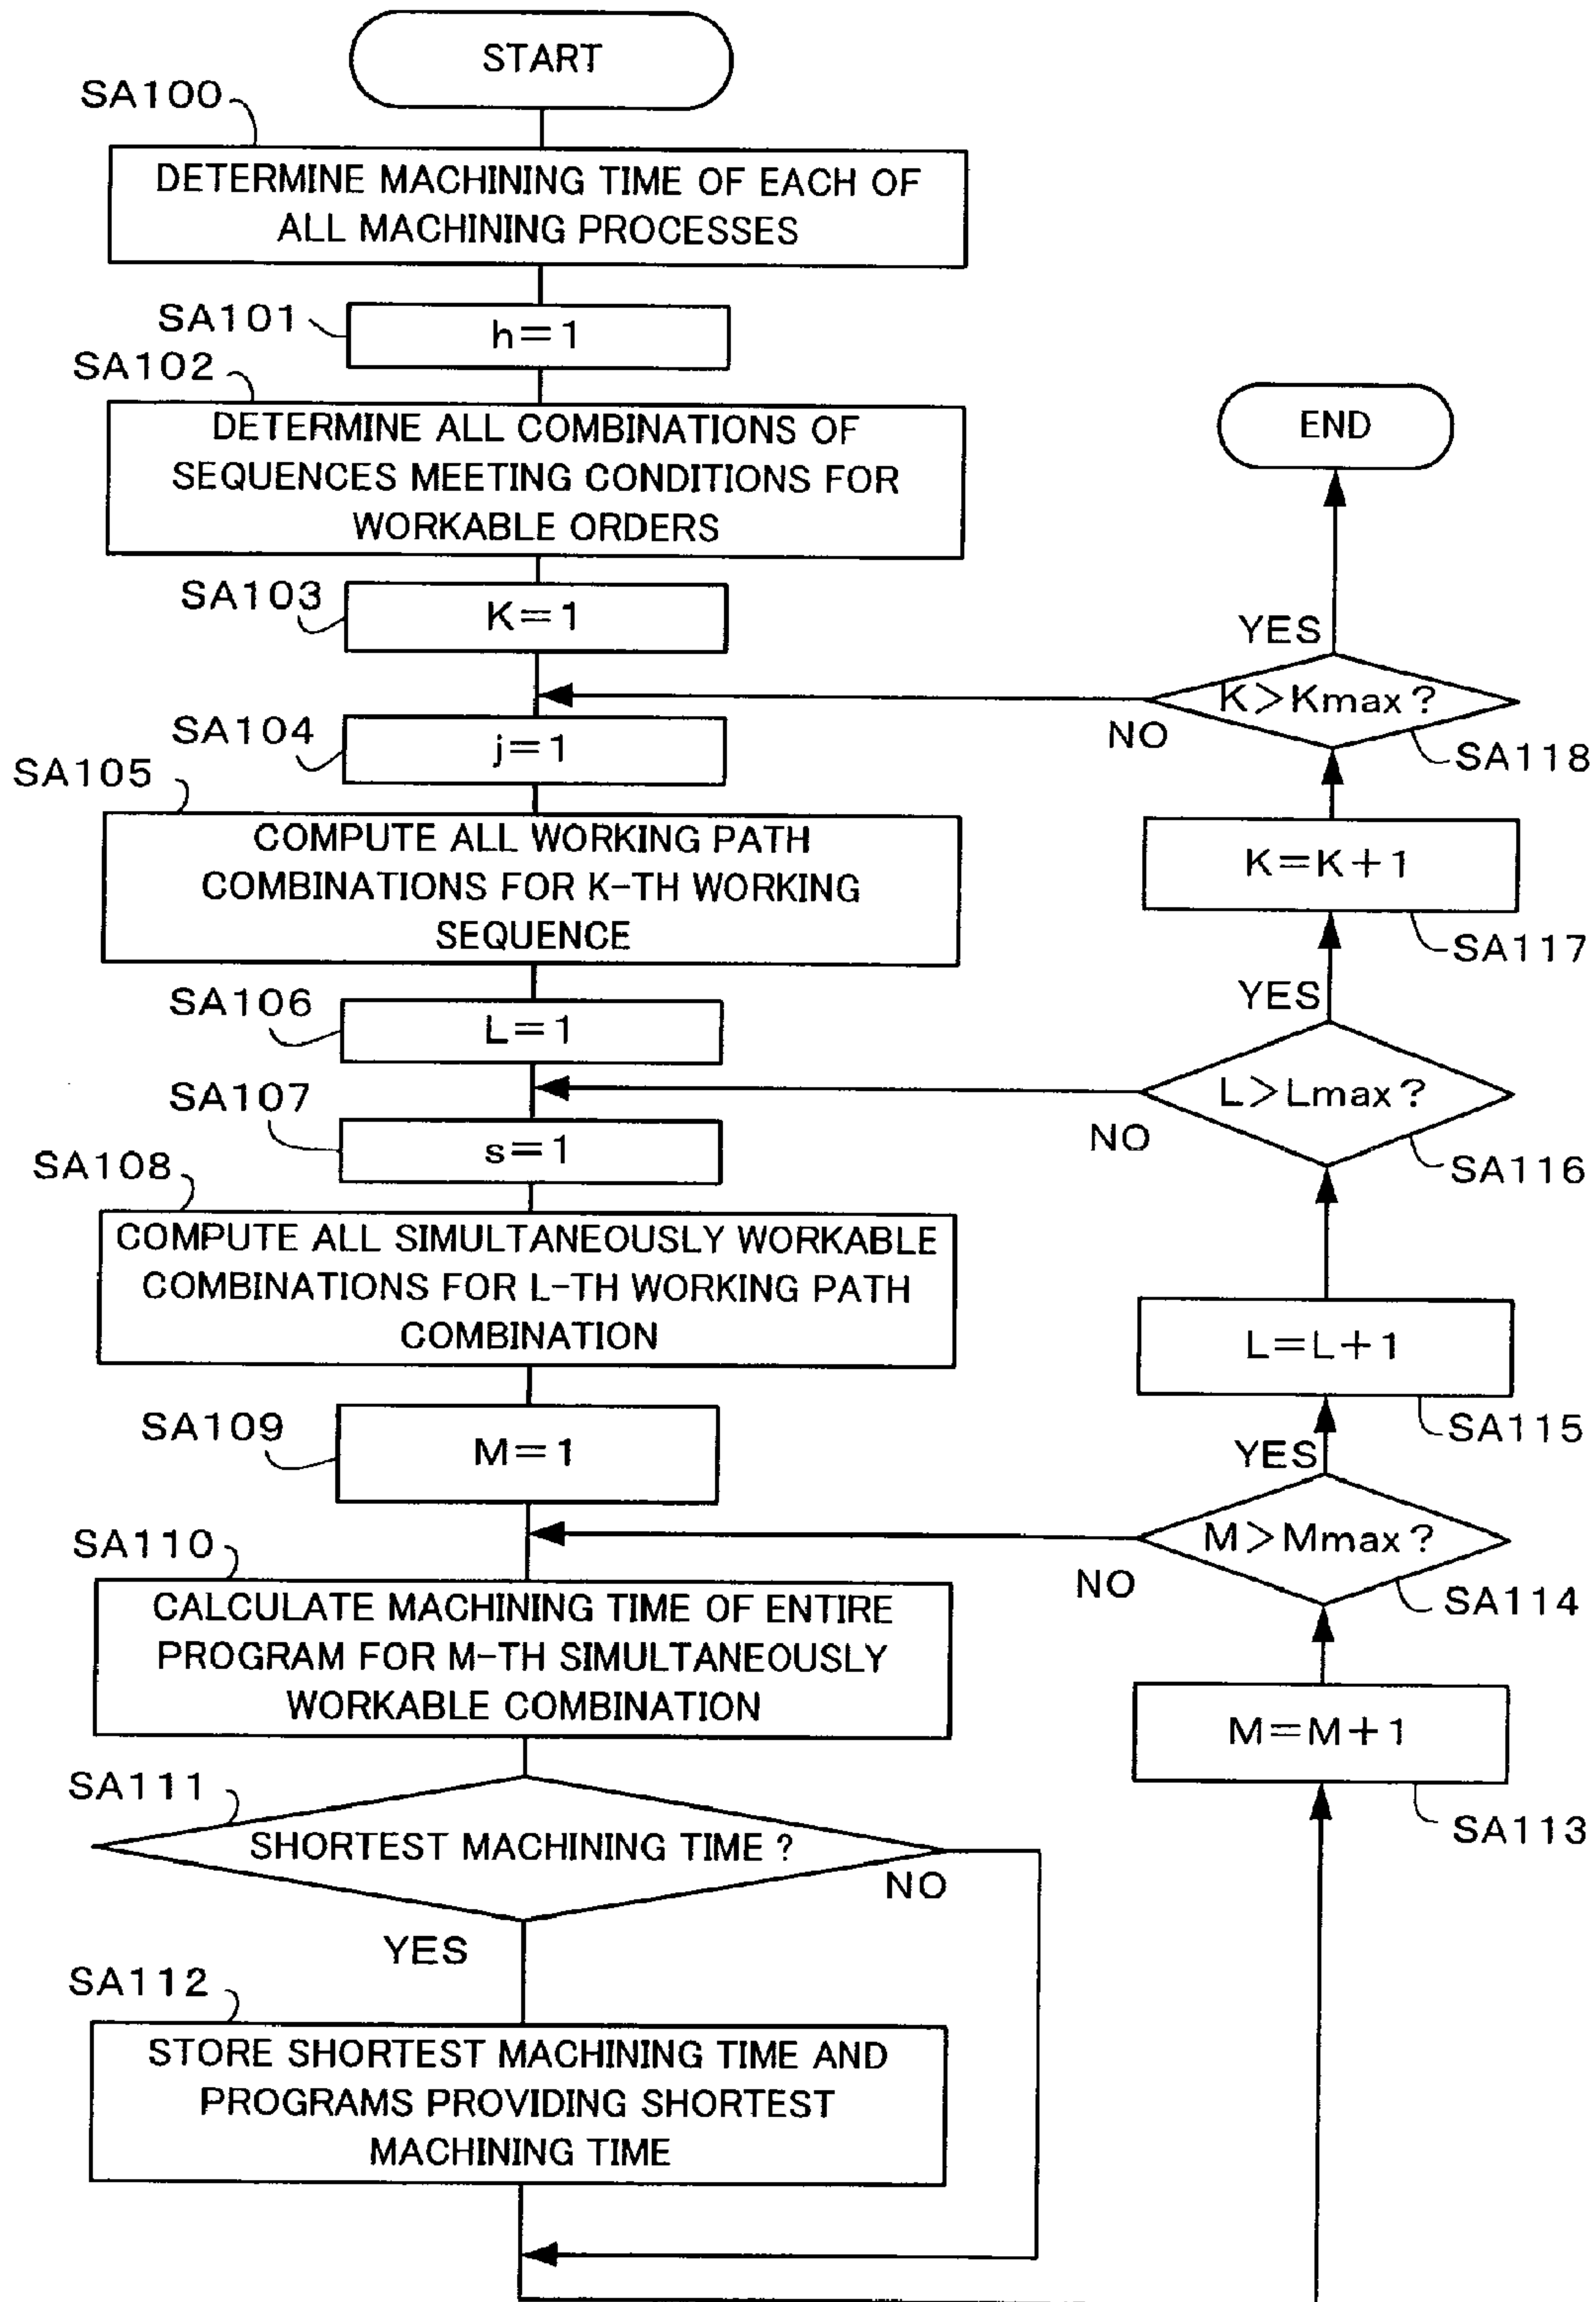 START
SA100
DETERMINE MACHINING TIME OF EACH OF
ALL MACHINING PROCESSES
SA101
h=1
SA102
DETERMINE ALL COMBINATIONS OF
SEQUENCES MEETING CONDITIONS FOR
WORKABLE ORDERS
SA103
K=1
SA104
j=1
SA105
COMPUTE ALL WORKING PATH
COMBINATIONS FOR K-TH WORKING
SEQUENCE
SA106
L=1
SA107
s=1
SA108
COMPUTE ALL SIMULTANEOUSLY WORKABLE
COMBINATIONS FOR L-TH WORKING PATH
COMBINATION
SA109
M=1
SA110
CALCULATE MACHINING TIME OF ENTIRE
PROGRAM FOR M-TH SIMULTANEOUSLY
WORKABLE COMBINATION
SA111
SHORTEST MACHINING TIME ?
NO
YES
SA112
STORE SHORTEST MACHINING TIME AND
PROGRAMS PROVIDING SHORTEST
MACHINING TIME
END
YES
K>Kmax ?
NO
SA118
K=K+1
SA117
YES
L>Lmax ?
NO
SA116
L=L+1
SA115
YES
M>Mmax ?
NO
SA114
M=M+1
SA113